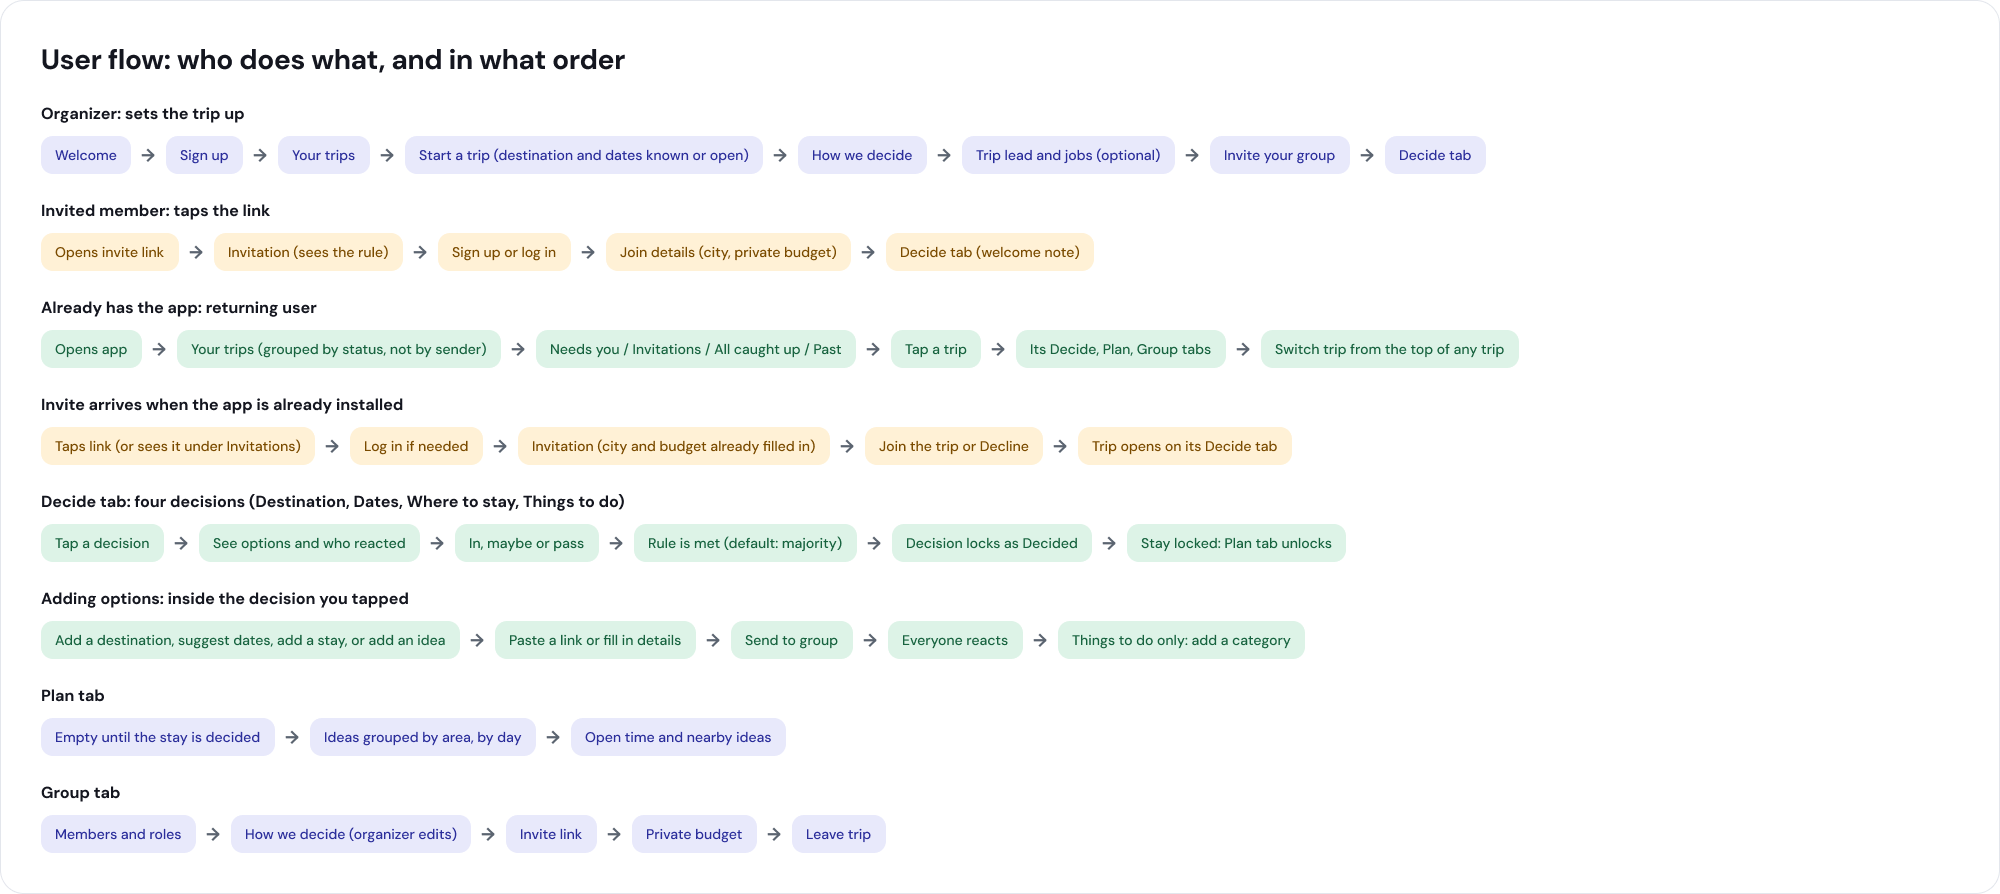 User flow: who does what, and in what order
Organizer: sets the trip up
Welcome → Sign up → Your trips → Start a trip (destination and dates known or open) → How we decide → Trip lead and jobs (optional) → Invite your group → Decide tab
Invited member: taps the link
Opens invite link → Invitation (sees the rule) → Sign up or log in → Join details (city, private budget) → Decide tab (welcome note)
Already has the app: returning user
Opens app → Your trips (grouped by status, not by sender) → Needs you / Invitations / All caught up / Past → Tap a trip → Its Decide, Plan, Group tabs → Switch trip from the top of any trip
Invite arrives when the app is already installed
Taps link (or sees it under Invitations) → Log in if needed → Invitation (city and budget already filled in) → Join the trip or Decline → Trip opens on its Decide tab
Decide tab: four decisions (Destination, Dates, Where to stay, Things to do)
Tap a decision → See options and who reacted → In, maybe or pass → Rule is met (default: majority) → Decision locks as Decided → Stay locked: Plan tab unlocks
Adding options: inside the decision you tapped
Add a destination, suggest dates, add a stay, or add an idea → Paste a link or fill in details → Send to group → Everyone reacts → Things to do only: add a category
Plan tab
Empty until the stay is decided → Ideas grouped by area, by day → Open time and nearby ideas
Group tab
Members and roles → How we decide (organizer edits) → Invite link → Private budget → Leave trip